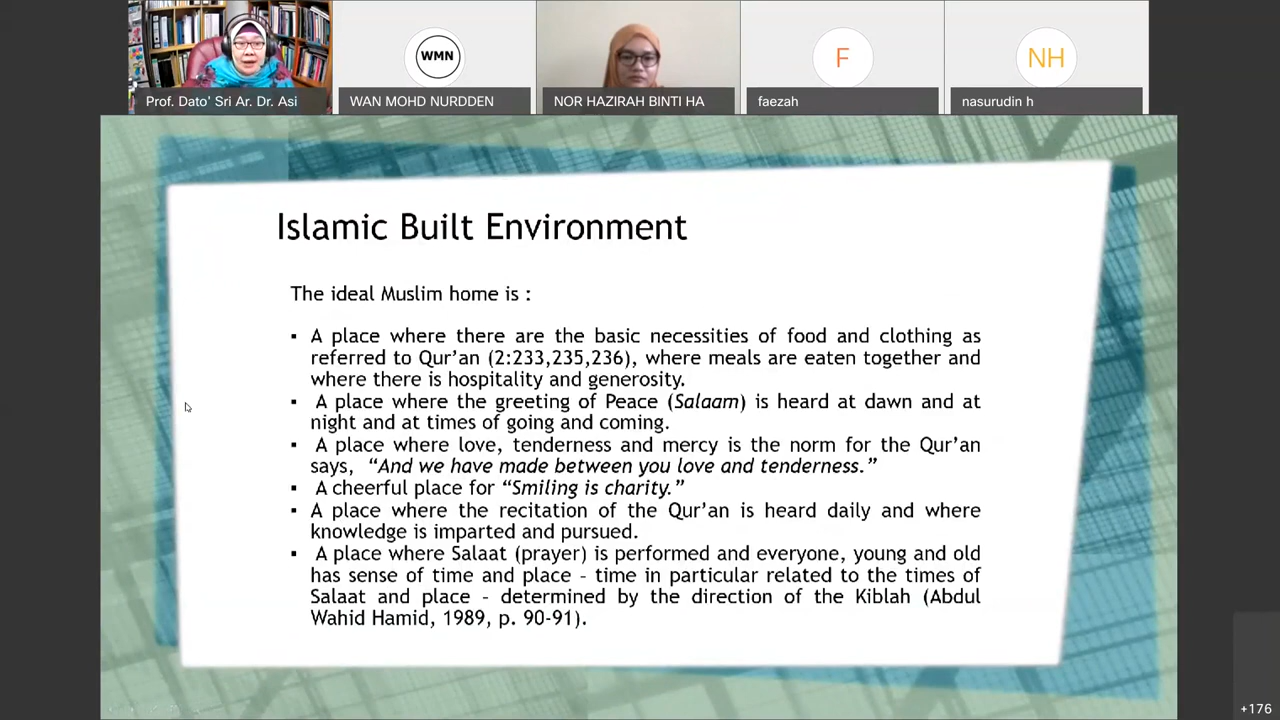 WMN
F
NH
Prof. Dato' Sri Ar. Dr. Asi
WAN MOHD NURDDEN
NOR HAZIRAH BINTI HA
faezah
nasurudin h
Islamic Built Environment
The ideal Muslim home is :
▪ A place where there are the basic necessities of food and clothing as
referred to Qur'an (2:233,235,236), where meals are eaten together and
where there is hospitality and generosity.
▪ A place where the greeting of Peace (Salaam) is heard at dawn and at
night and at times of going and coming.
▪ A place where love, tenderness and mercy is the norm for the Qur'an
says, “And we have made between you love and tenderness.”
▪ A cheerful place for “Smiling is charity.”
▪ A place where the recitation of the Qur'an is heard daily and where
knowledge is imparted and pursued.
▪ A place where Salaat (prayer) is performed and everyone, young and old
has sense of time and place – time in particular related to the times of
Salaat and place – determined by the direction of the Kiblah (Abdul
Wahid Hamid, 1989, p. 90-91).
+176